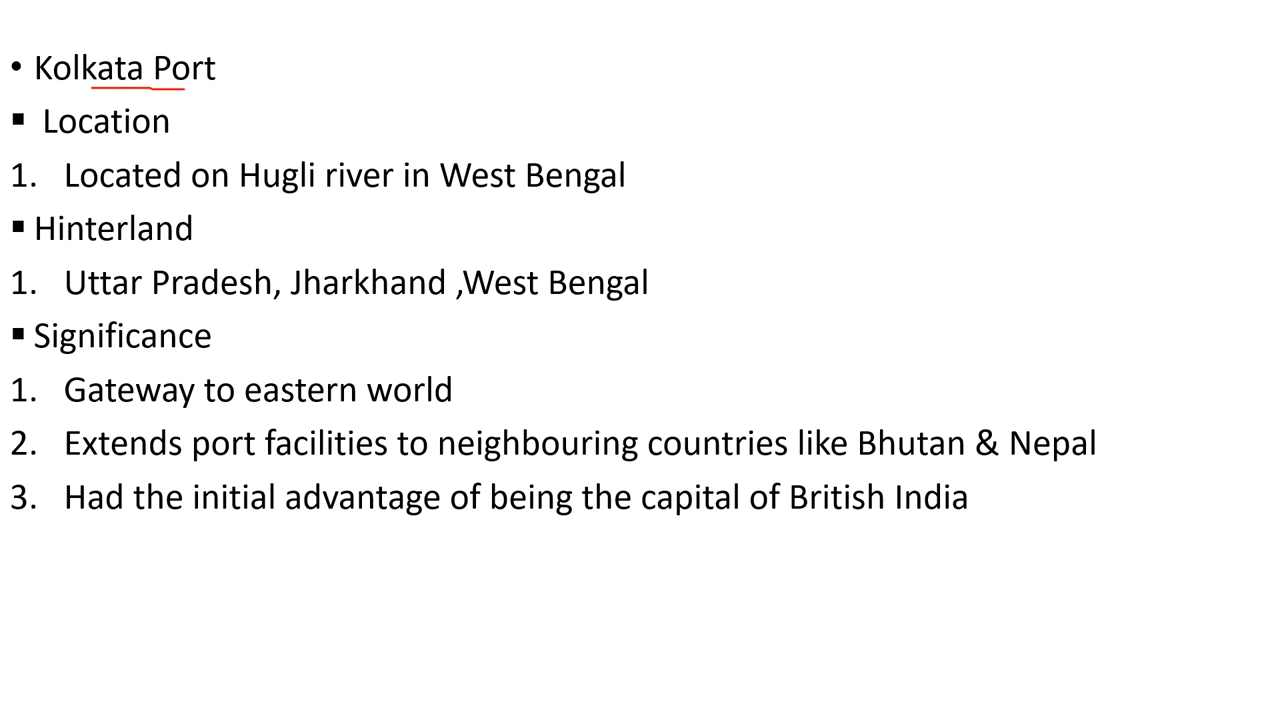 • Kolkata Port
▪ Location
1. Located on Hugli river in West Bengal
▪ Hinterland
1. Uttar Pradesh, Jharkhand ,West Bengal
▪ Significance
1. Gateway to eastern world
2. Extends port facilities to neighbouring countries like Bhutan & Nepal
3. Had the initial advantage of being the capital of British India